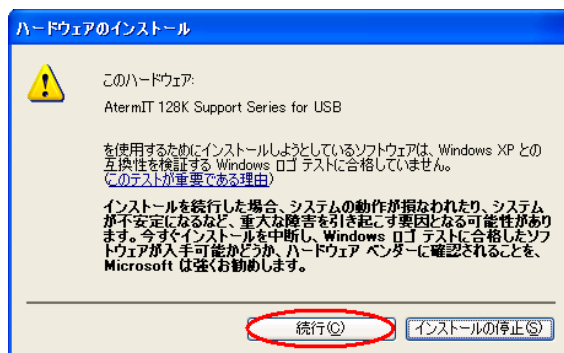 ハードウェアのインストール
このハードウェア:
AtermIT 128K Support Series for USB
を使用するためにインストールしようとしているソフトウェアは、Windows XP との
互換性を検証する Windows ロゴ テストに合格していません。
(このテストが重要である理由)
インストールを続行した場合、システムの動作が損なわれたり、システム
が不安定になるなど、重大な障害を引き起こす要因となる可能性があり
ます。今すぐインストールを中断し、Windows ロゴ テストに合格したソフ
トウェアが入手可能かどうか、ハードウェア ベンダーに確認されることを、
Microsoft は強くお勧めします。
続行(C)
インストールの停止(S)